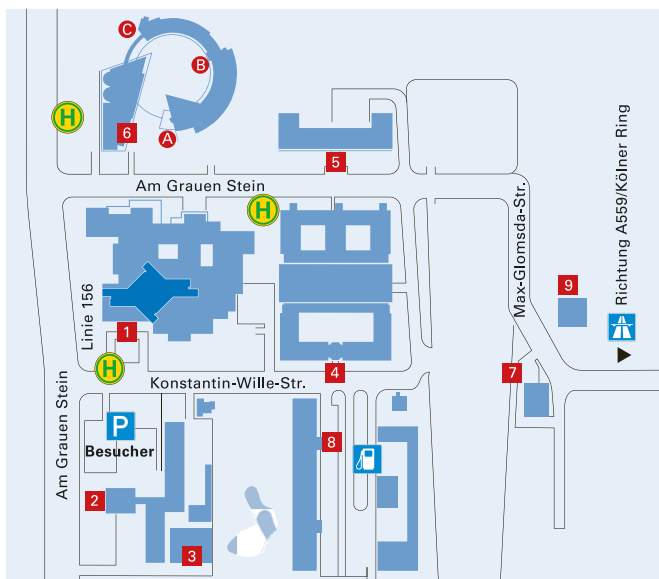 C
B
H
A
6
5
Am Grauen Stein
H
Max-Glomsda-Str.
Richtung A559/Kölner Ring
Linie 156
9
1
H
Konstantin-Wille-Str.
4
7
Am Grauen Stein
P
Besucher
8
2
3